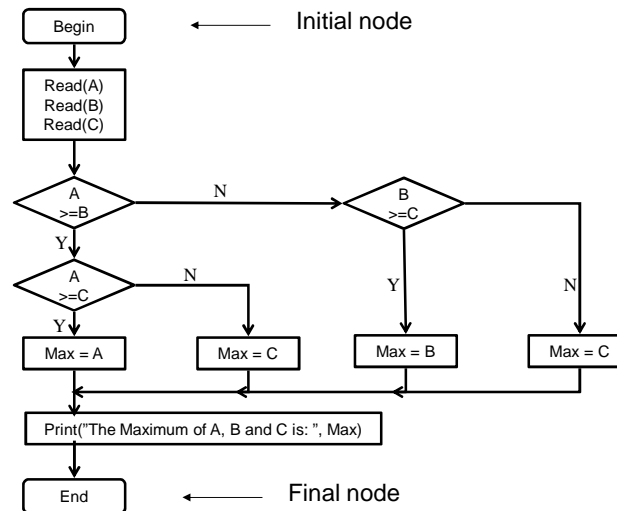 Begin
Initial node
Read(A)
Read(B)
Read(C)
A
>=B
N
B
>=C
Y
A
>=C
N
Y
N
Y
Max = A
Max = C
Max = B
Max = C
Print("The Maximum of A, B and C is: ", Max)
End
Final node